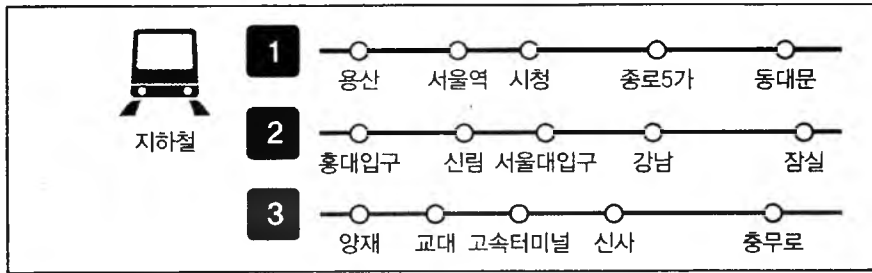 1
용산 서울역 시청 종로5가 동대문
지하철
2
홍대입구 신림 서울대입구 강남 잠실
3
양재 교대 고속터미널 신사 충무로